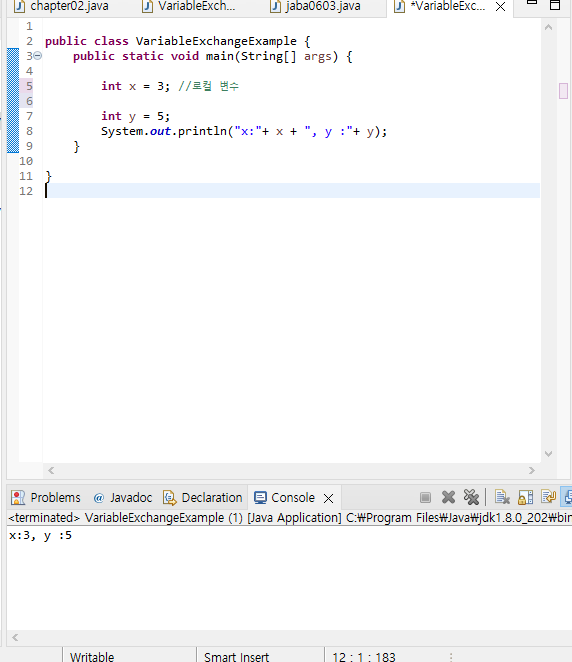 chapter02.java VariableExch... jaba0603.java *VariableExc...
1
2 public class VariableExchangeExample {
3 public static void main(String[] args) {
4
5 int x = 3; //로컬 변수
6
7 int y = 5;
8 System.out.println("x:"+ x + ", y :"+ y);
9 }
10
11 }
12
Problems @ Javadoc Declaration Console
<terminated> VariableExchangeExample (1) [Java Application] C:₩Program Files₩Java₩jdk1.8.0_202₩bin
x:3, y :5
Writable Smart Insert 12 : 1 : 183